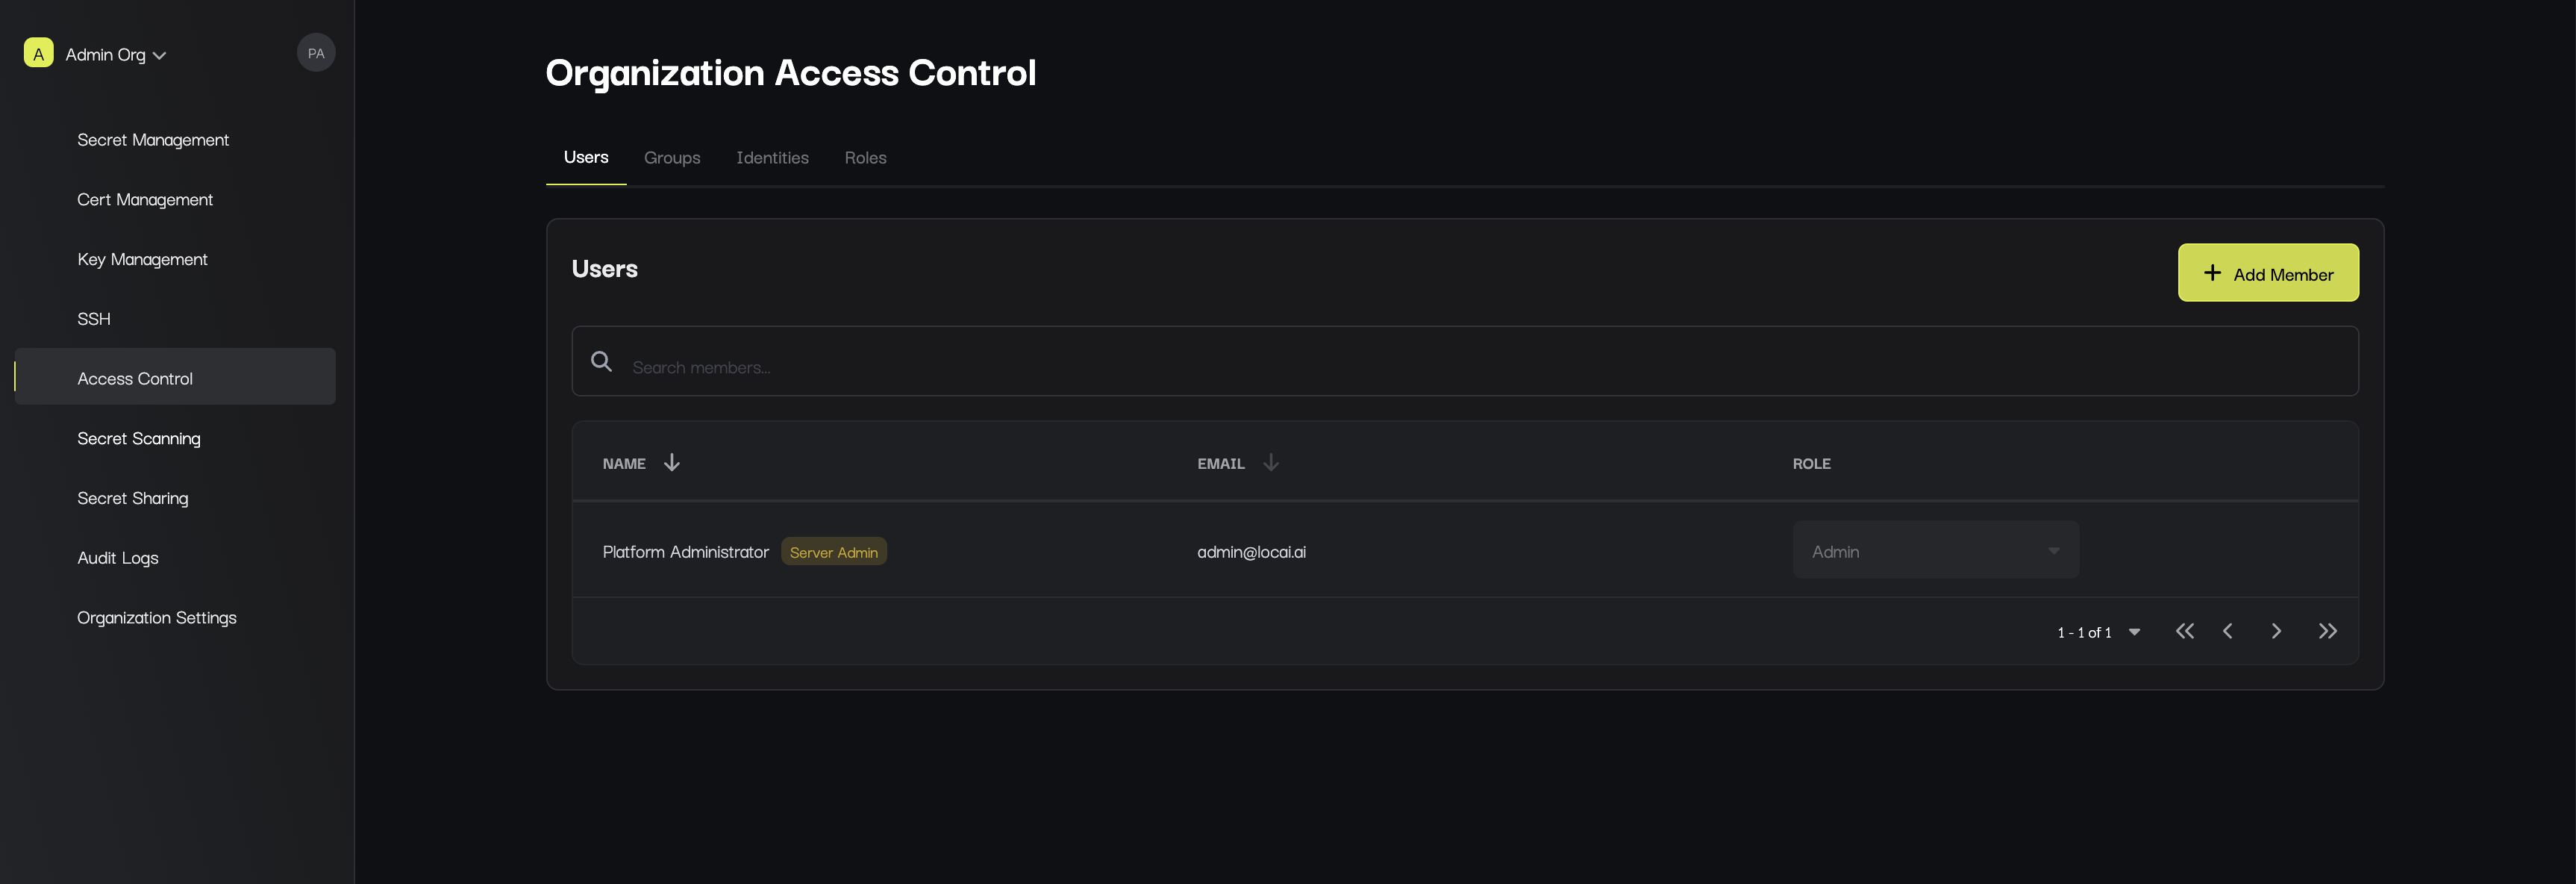 A Admin Org
PA
Secret Management
Cert Management
Key Management
SSH
Access Control
Secret Scanning
Secret Sharing
Audit Logs
Organization Settings
Organization Access Control
Users Groups Identities Roles
Users
Add Member
Search members...
NAME EMAIL ROLE
Platform Administrator Server Admin admin@locai.ai Admin
1 - 1 of 1